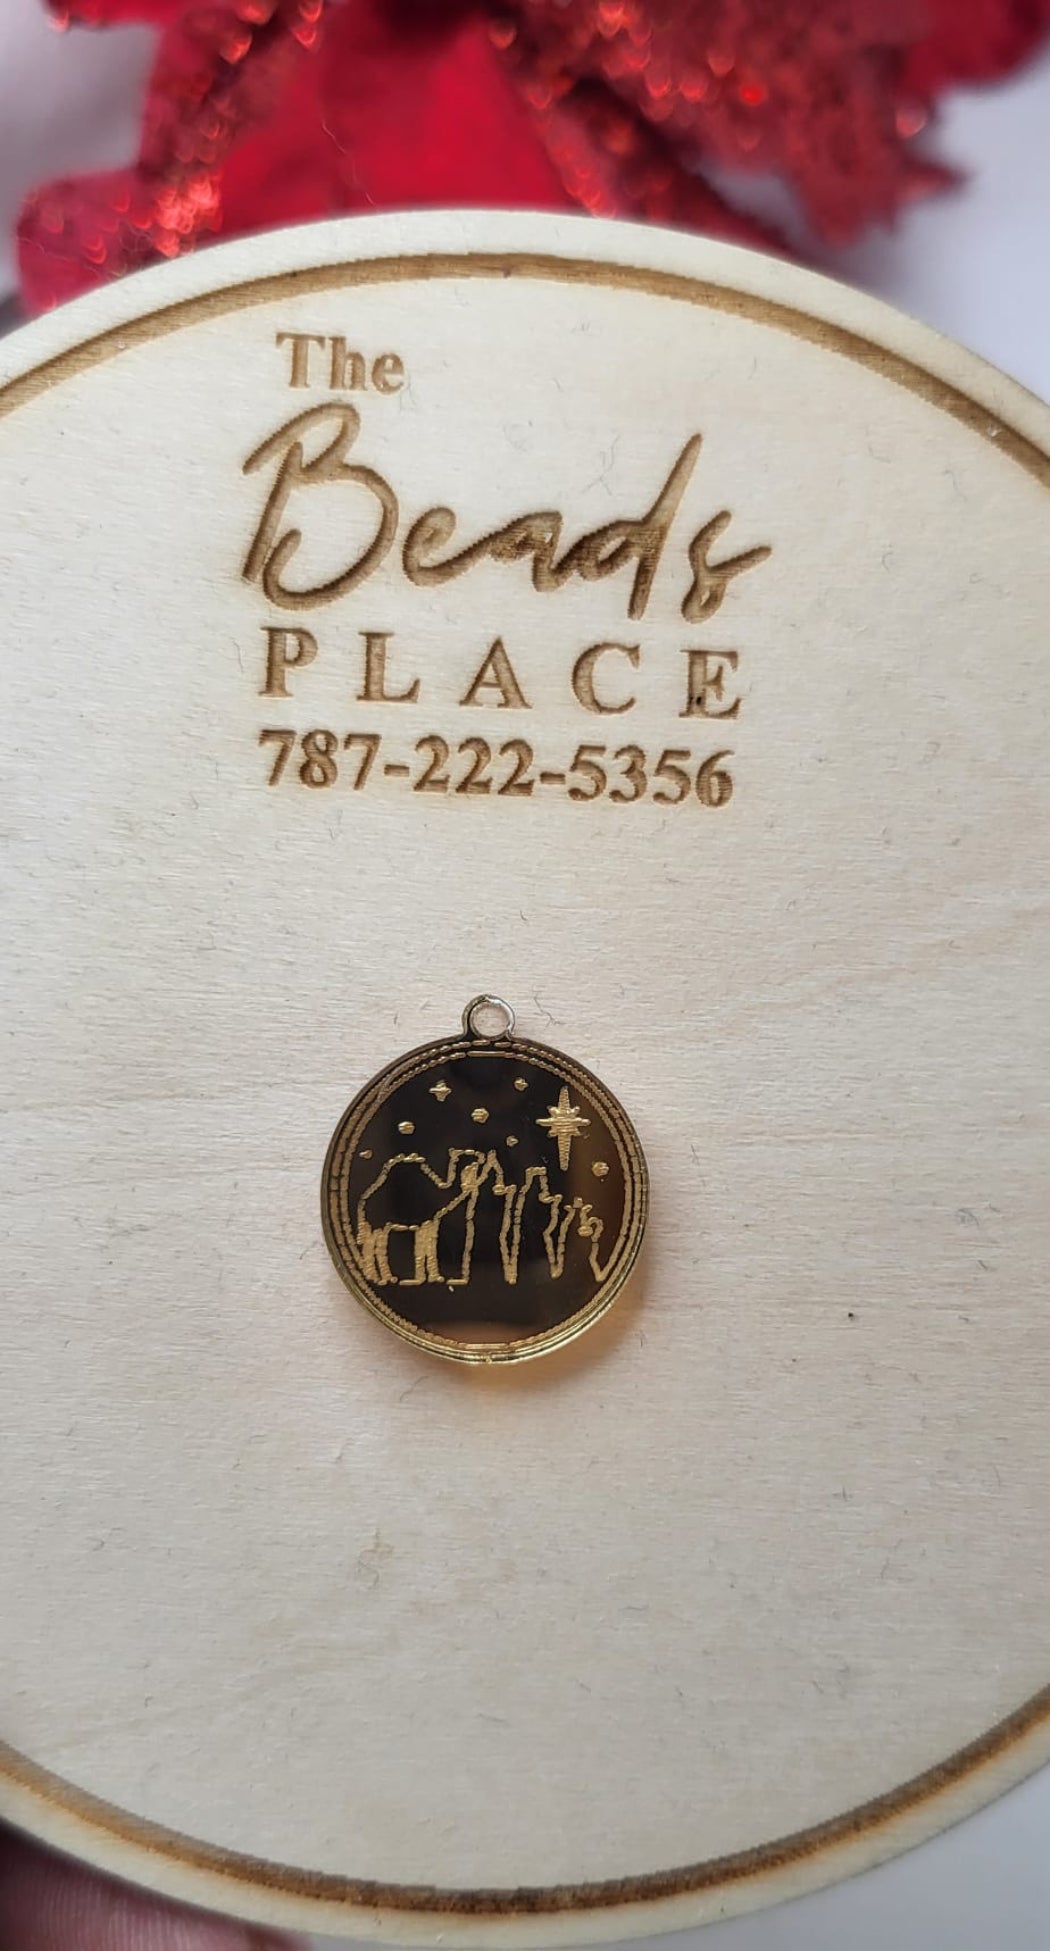 The
Beads
PLACE
787-222-5356